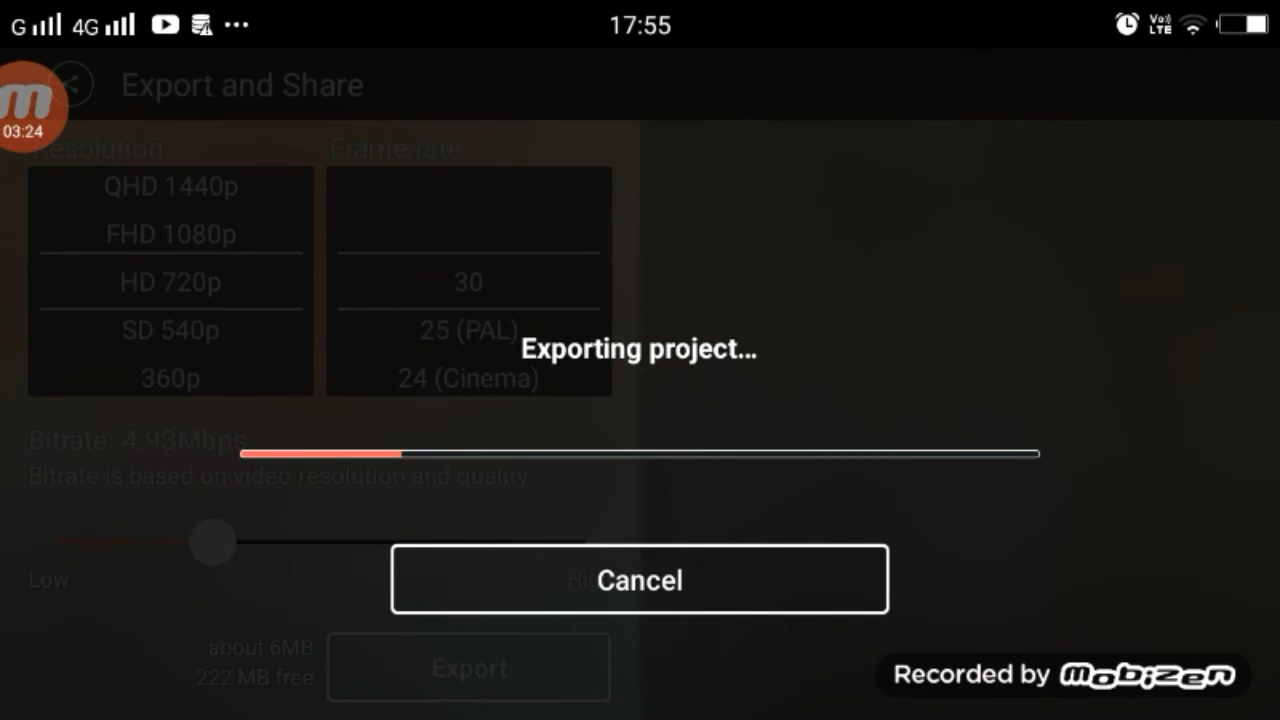 G 4G 17:55 Vo)) LTE
Export and Share
m
03:24
Resolution Frame rate
QHD 1440p
FHD 1080p
HD 720p 30
SD 540p 25 (PAL)
Exporting project...
360p 24 (Cinema)
Bitrate: 4.93Mbps
Bitrate is based on video resolution and quality
Cancel
Low
about 6MB
222 MB free
Export
Recorded by mobizen